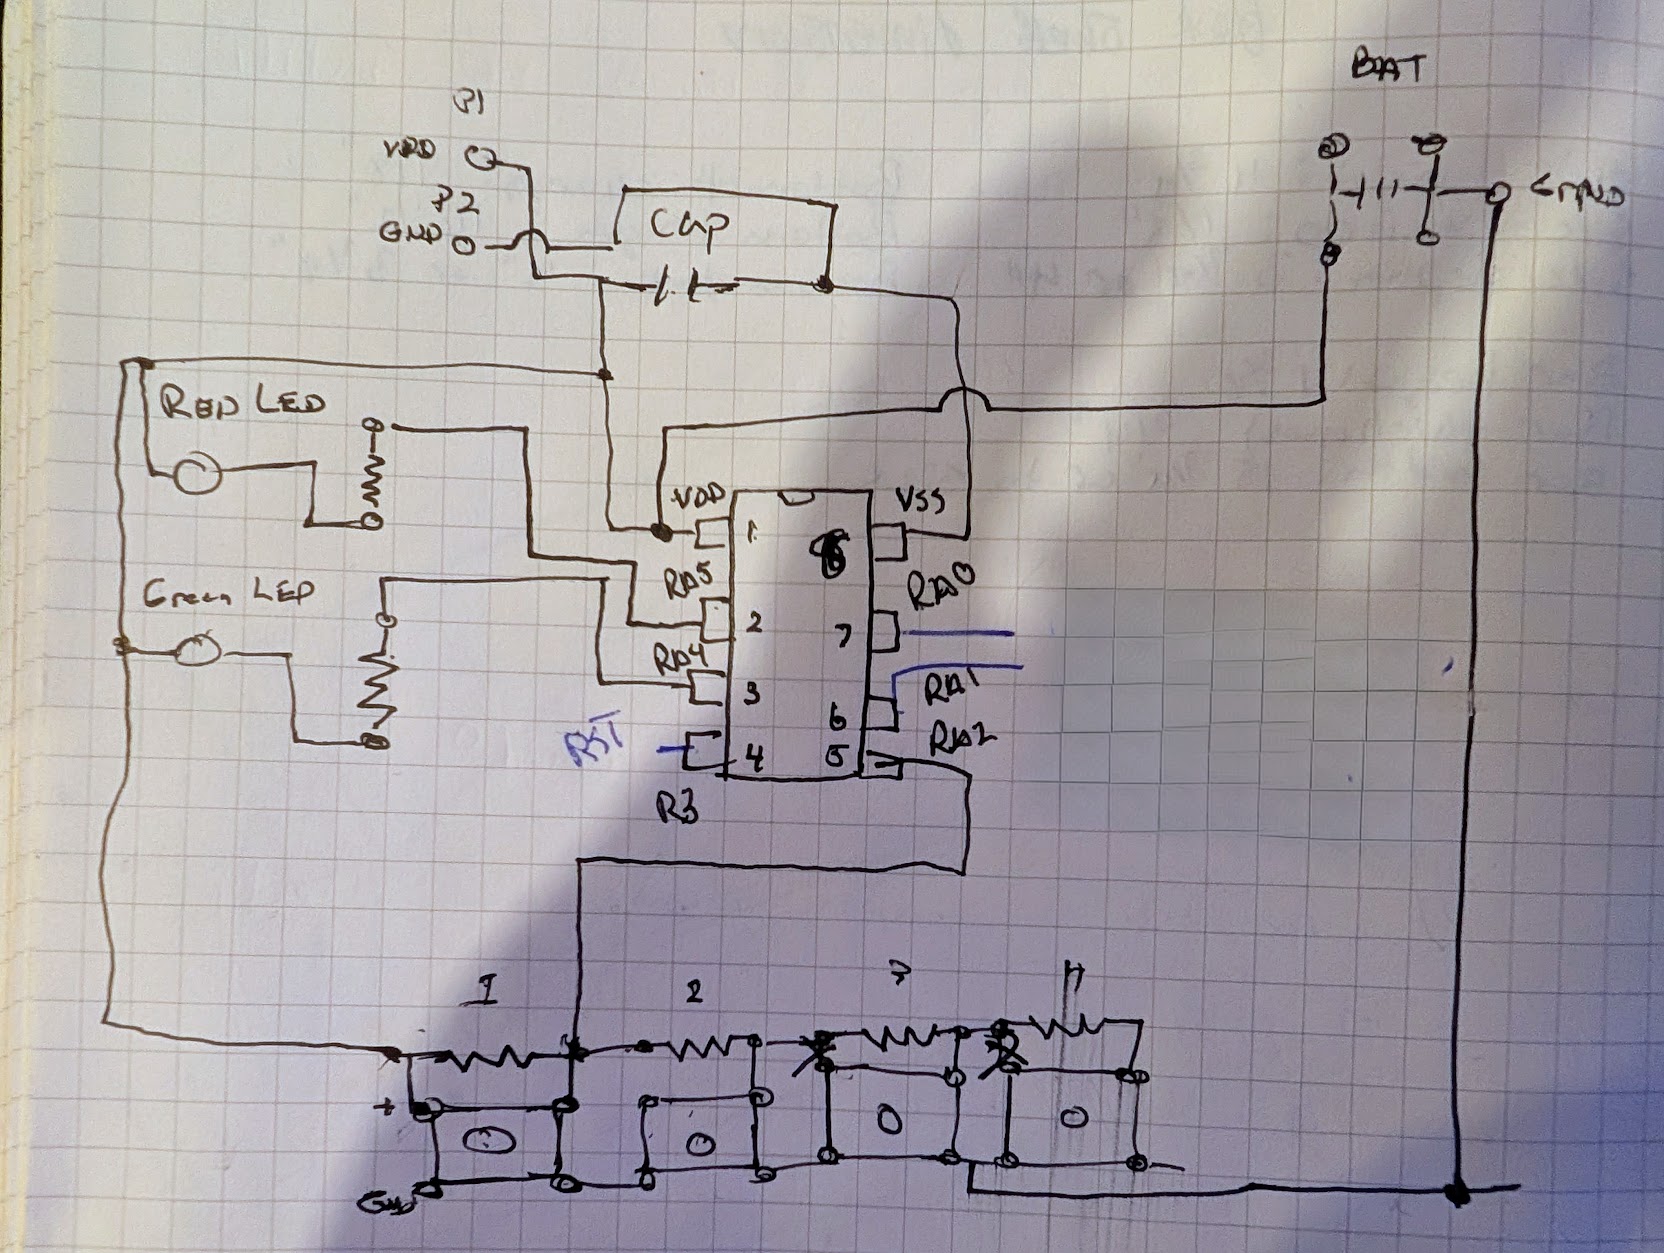 BAT
P1
VDD
P2
GND
Cap
GRND
RED LED
VDD
VSS
1
8
RA5
RA0
Green LED
2
7
RA4
RA1
3
6
RST
RA2
4
5
R3
1
2
3
4
+
GND